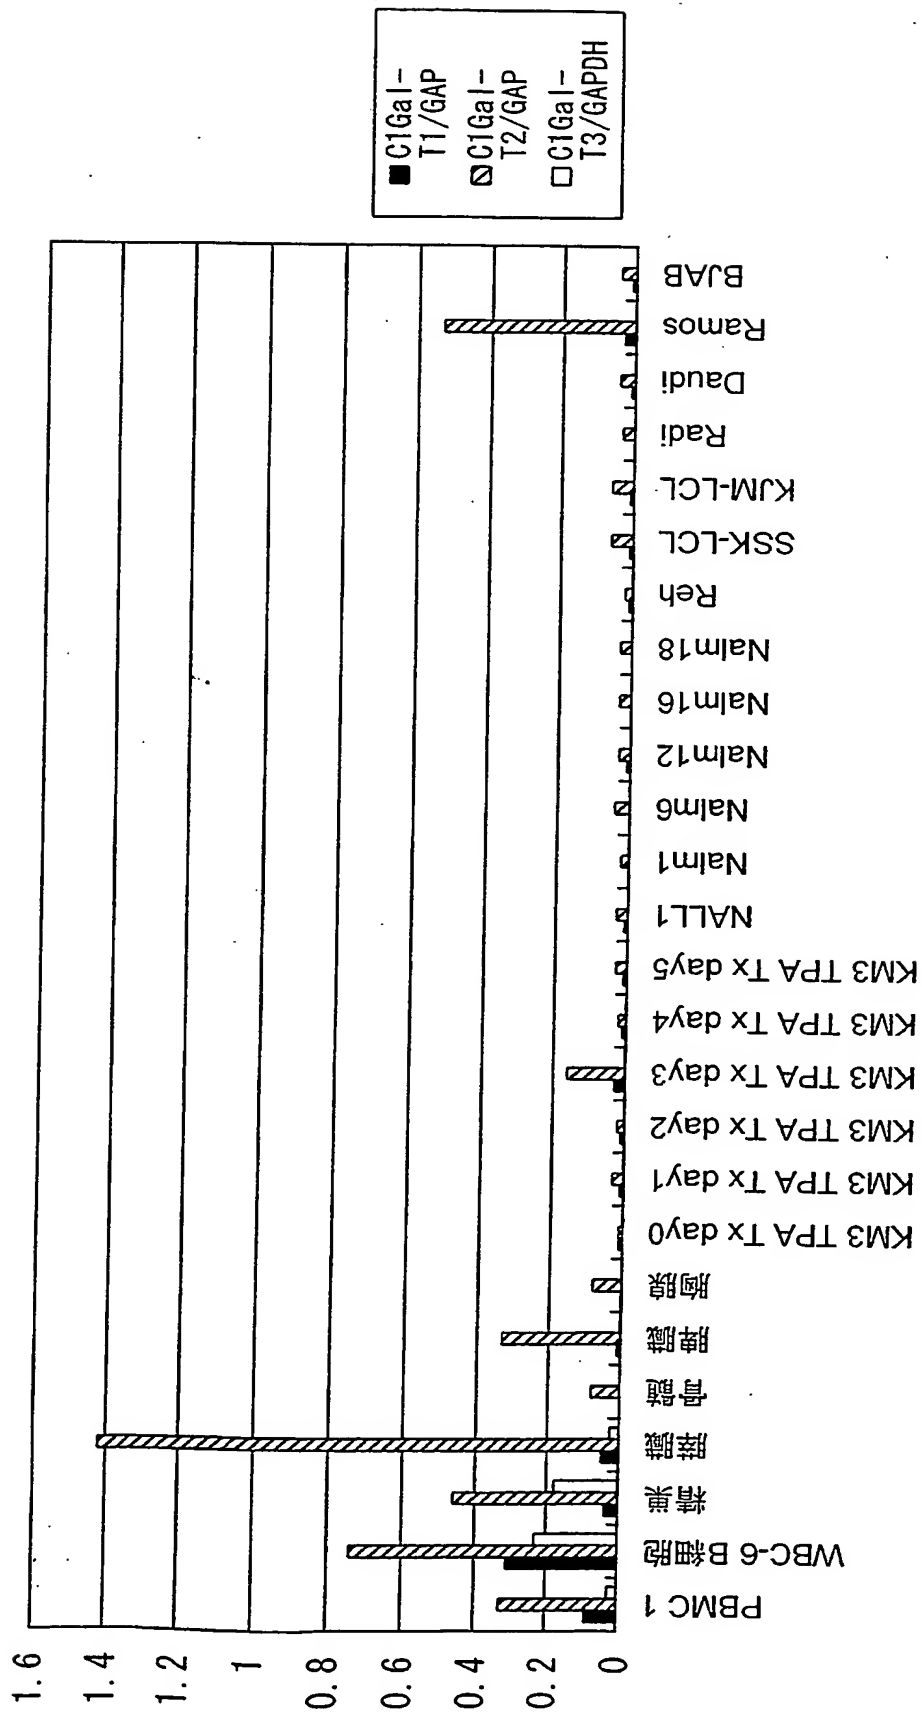 C1Gal-
T1/GAP
C1Gal-
T2/GAP
C1Gal-
T3/GAPDH
1.6
1.4
1.2
1
0.8
0.6
0.4
0.2
0
PBMC 1
WBC-6 B細胞
精巣
膵臓
骨髄
脾臓
胸腺
KM3 TPA Tx day0
KM3 TPA Tx day1
KM3 TPA Tx day2
KM3 TPA Tx day3
KM3 TPA Tx day4
KM3 TPA Tx day5
NALL1
Nalm1
Nalm6
Nalm12
Nalm16
Nalm18
Reh
SSK-LCL
KJM-LCL
Radi
Daudi
Ramos
BJAB